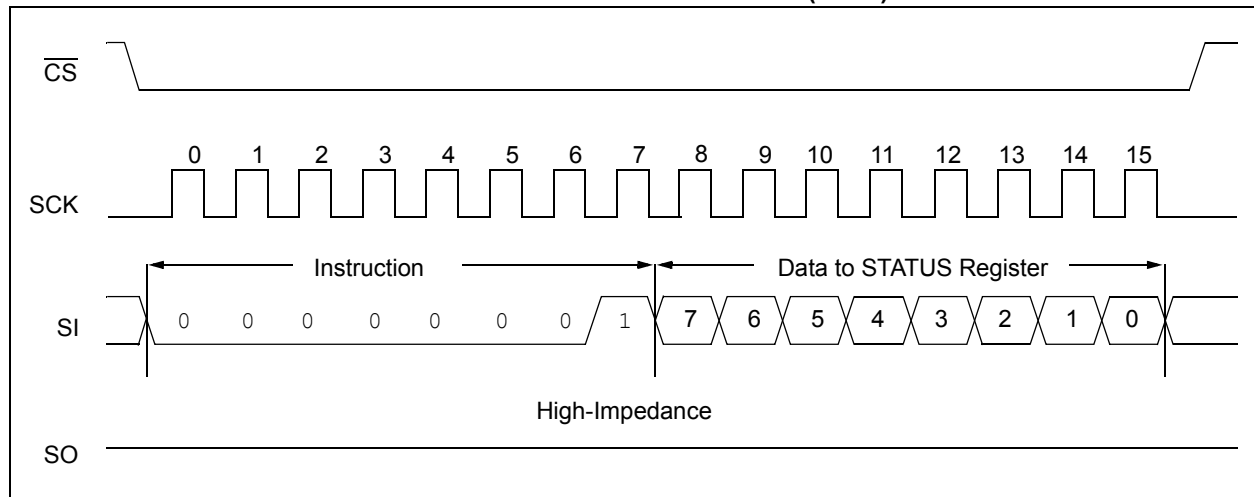 CS
0 1 2 3 4 5 6 7 8 9 10 11 12 13 14 15
SCK
Instruction Data to STATUS Register
SI 0 0 0 0 0 0 0 1 7 6 5 4 3 2 1 0
High-Impedance
SO